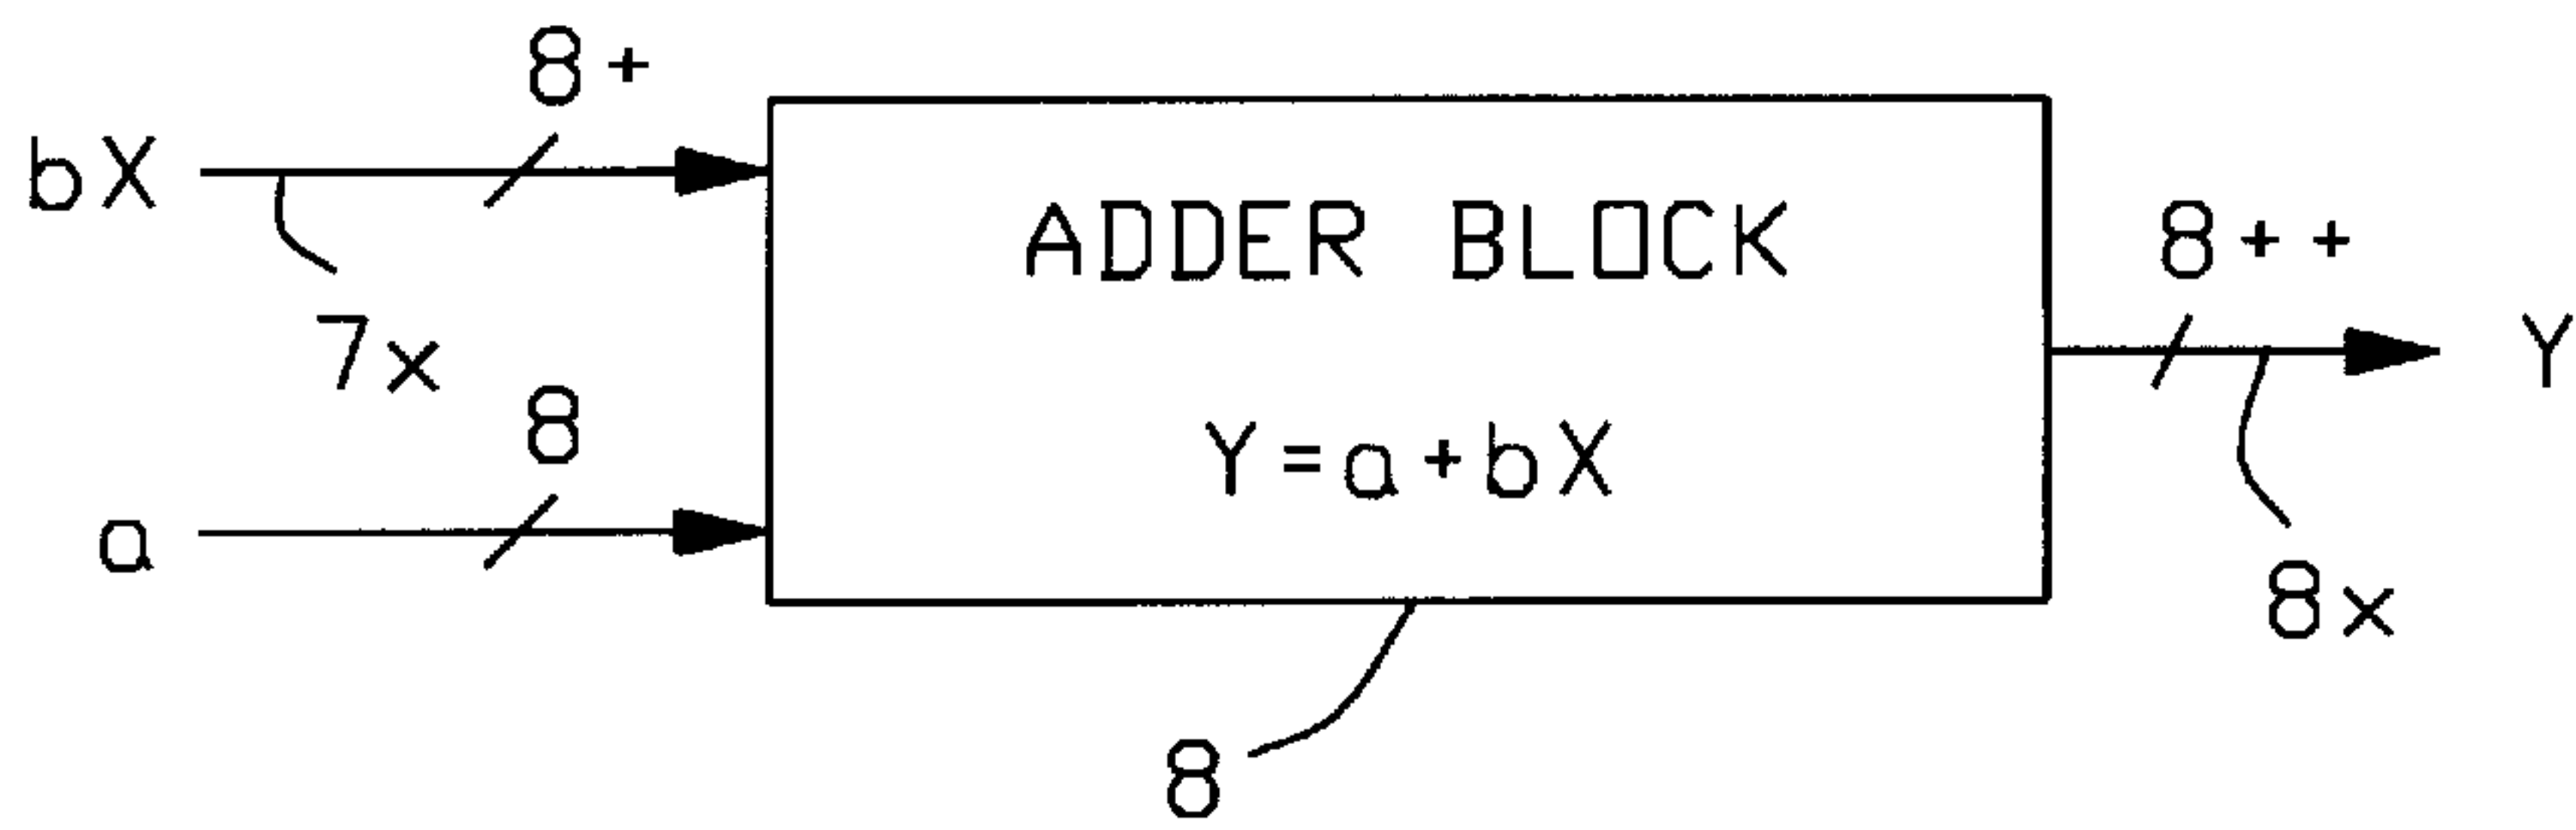 8+
bX
ADDER BLOCK
8++
7x
Y
8
Y=a+bX
a
8x
8